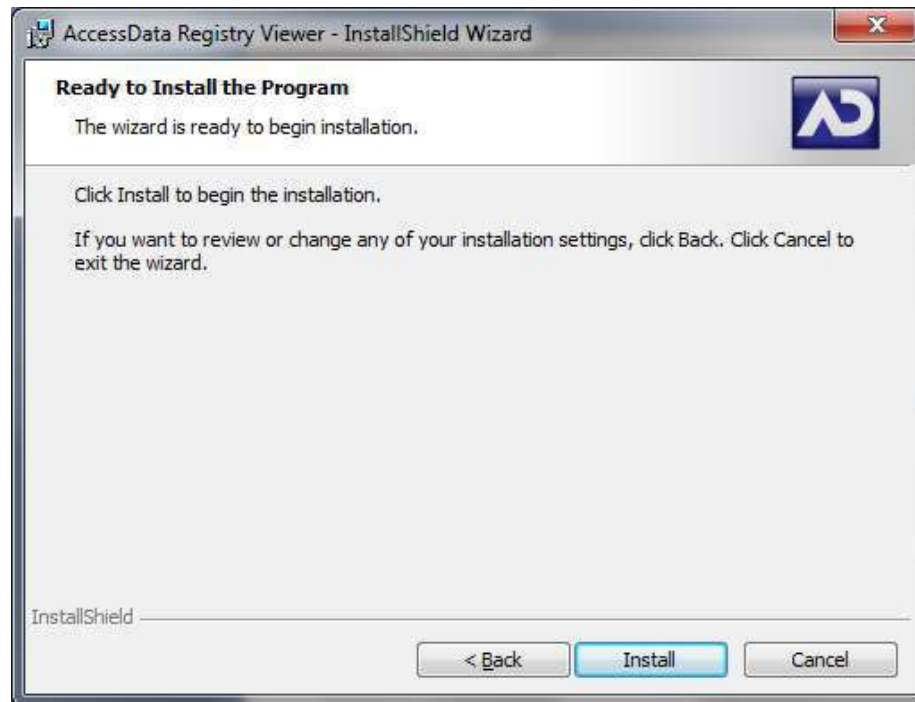 AccessData Registry Viewer - InstallShield Wizard
Ready to Install the Program
The wizard is ready to begin installation.
Click Install to begin the installation.
If you want to review or change any of your installation settings, click Back. Click Cancel to
exit the wizard.
InstallShield
< Back Install Cancel